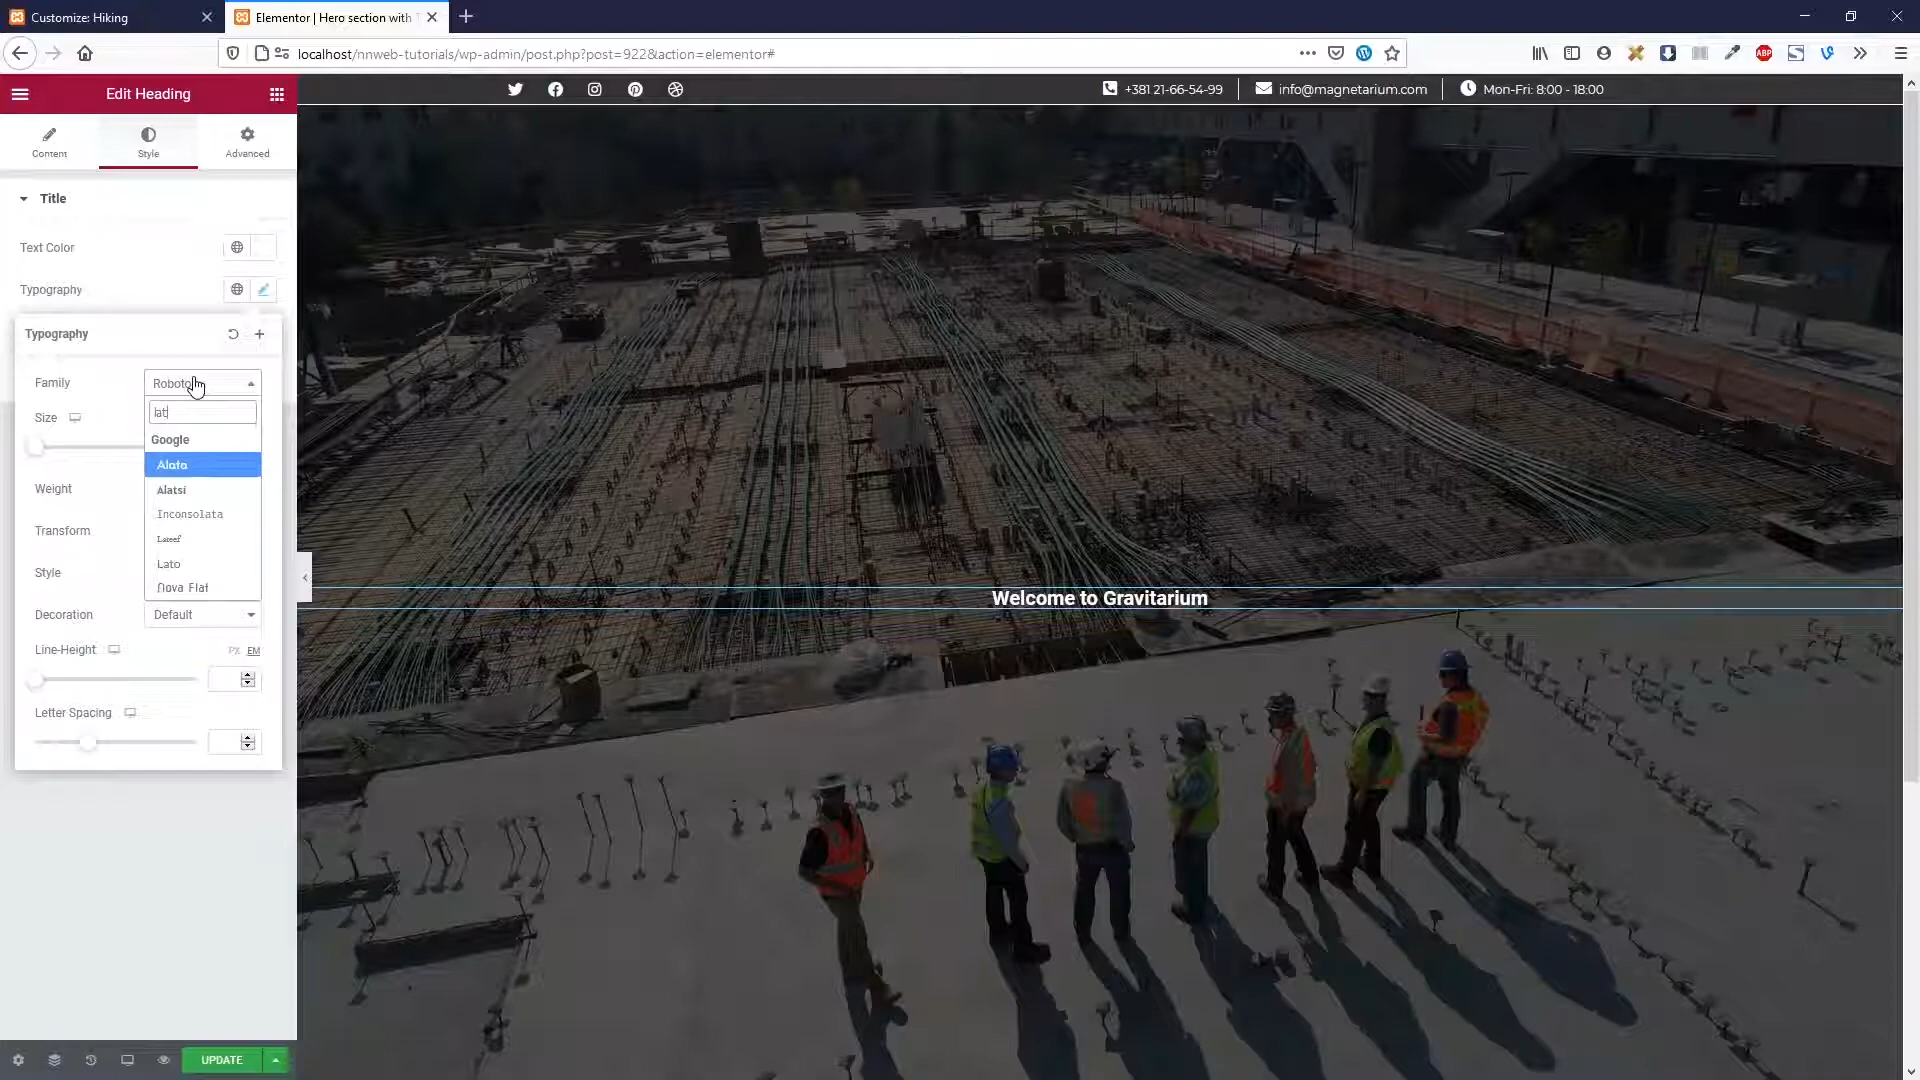 Customize: Hiking
Elementor | Hero section with
localhost/nnweb-tutorials/wp-admin/post.php?post=922&action=elementor#
ABP
Edit Heading
+381 21-66-54-99
info@magnetarium.com
Mon-Fri: 8:00 - 18:00
Content
Style
Advanced
Title
Text Color
Typography
Typography
Family
Roboto
lat
Size
Google
Alata
Weight
Alatsi
Inconsolata
Transform
Lateef
Lato
Style
Nova Flat
Welcome to Gravitarium
Decoration
Default
Line-Height
PX EM
Letter Spacing
UPDATE